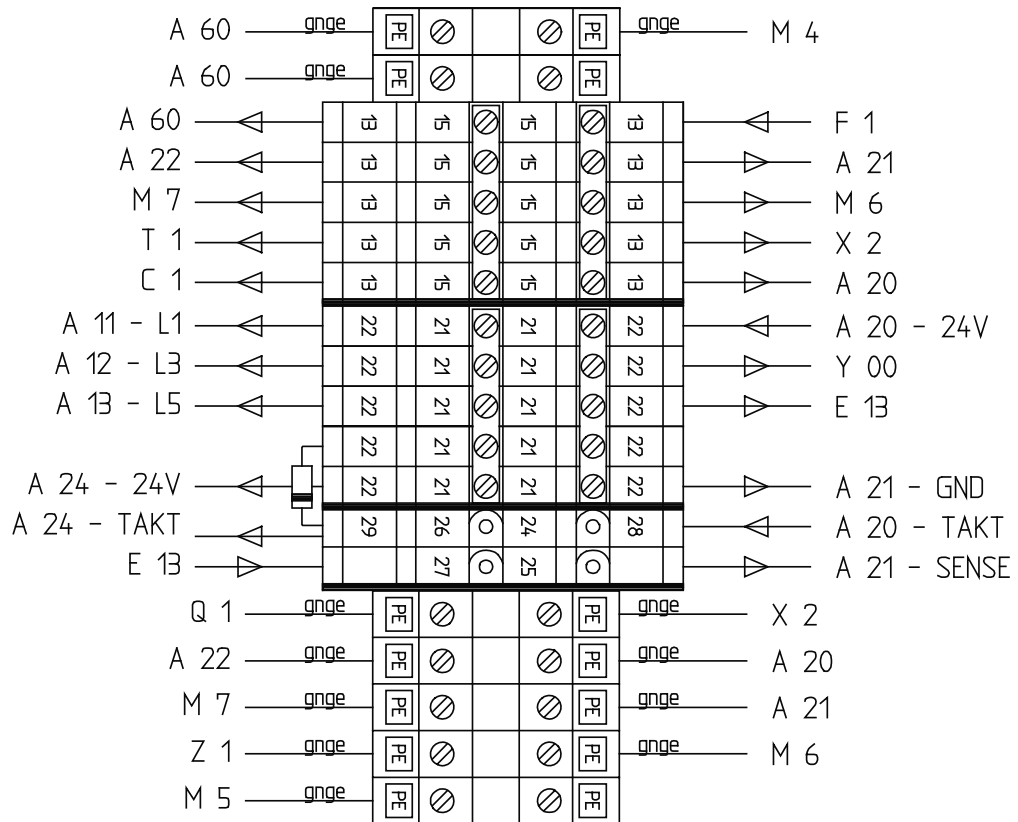 A 60 gnge PE PE gnge M 4
A 60 gnge PE PE
A 60 13 15 15 13 F 1
A 22 13 15 15 13 A 21
M 7 13 15 15 13 M 6
T 1 13 15 15 13 X 2
C 1 13 15 15 13 A 20
A 11 - L1 22 21 21 22 A 20 - 24V
A 12 - L3 22 21 21 22 Y 00
A 13 - L5 22 21 21 22 E 13
22 21 21 22
A 24 - 24V 22 21 21 22 A 21 - GND
A 24 - TAKT 29 26 24 28 A 20 - TAKT
E 13 27 25 A 21 - SENSE
Q 1 gnge PE PE gnge X 2
A 22 gnge PE PE gnge A 20
M 7 gnge PE PE gnge A 21
Z 1 gnge PE PE gnge M 6
M 5 gnge PE PE